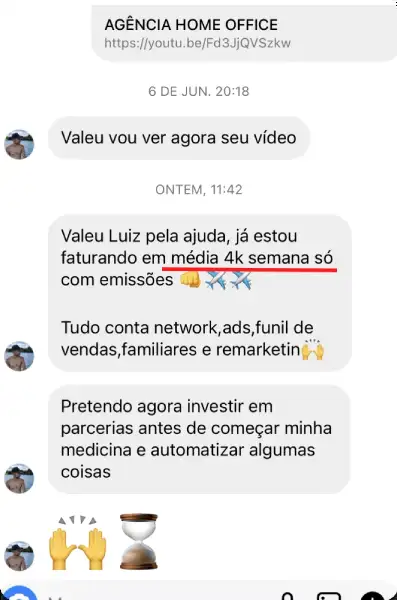 AGÊNCIA HOME OFFICE
https://youtu.be/Fd3JjQVSzkw
6 DE JUN. 20:18
Valeu vou ver agora seu vídeo
ONTEM, 11:42
Valeu Luiz pela ajuda, já estou
faturando em média 4k semana só
com emissões 👊✈️✈️
Tudo conta network,ads,funil de
vendas,familiares e remarketin🙌
Pretendo agora investir em
parcerias antes de começar minha
medicina e automatizar algumas
coisas
🙌⏳